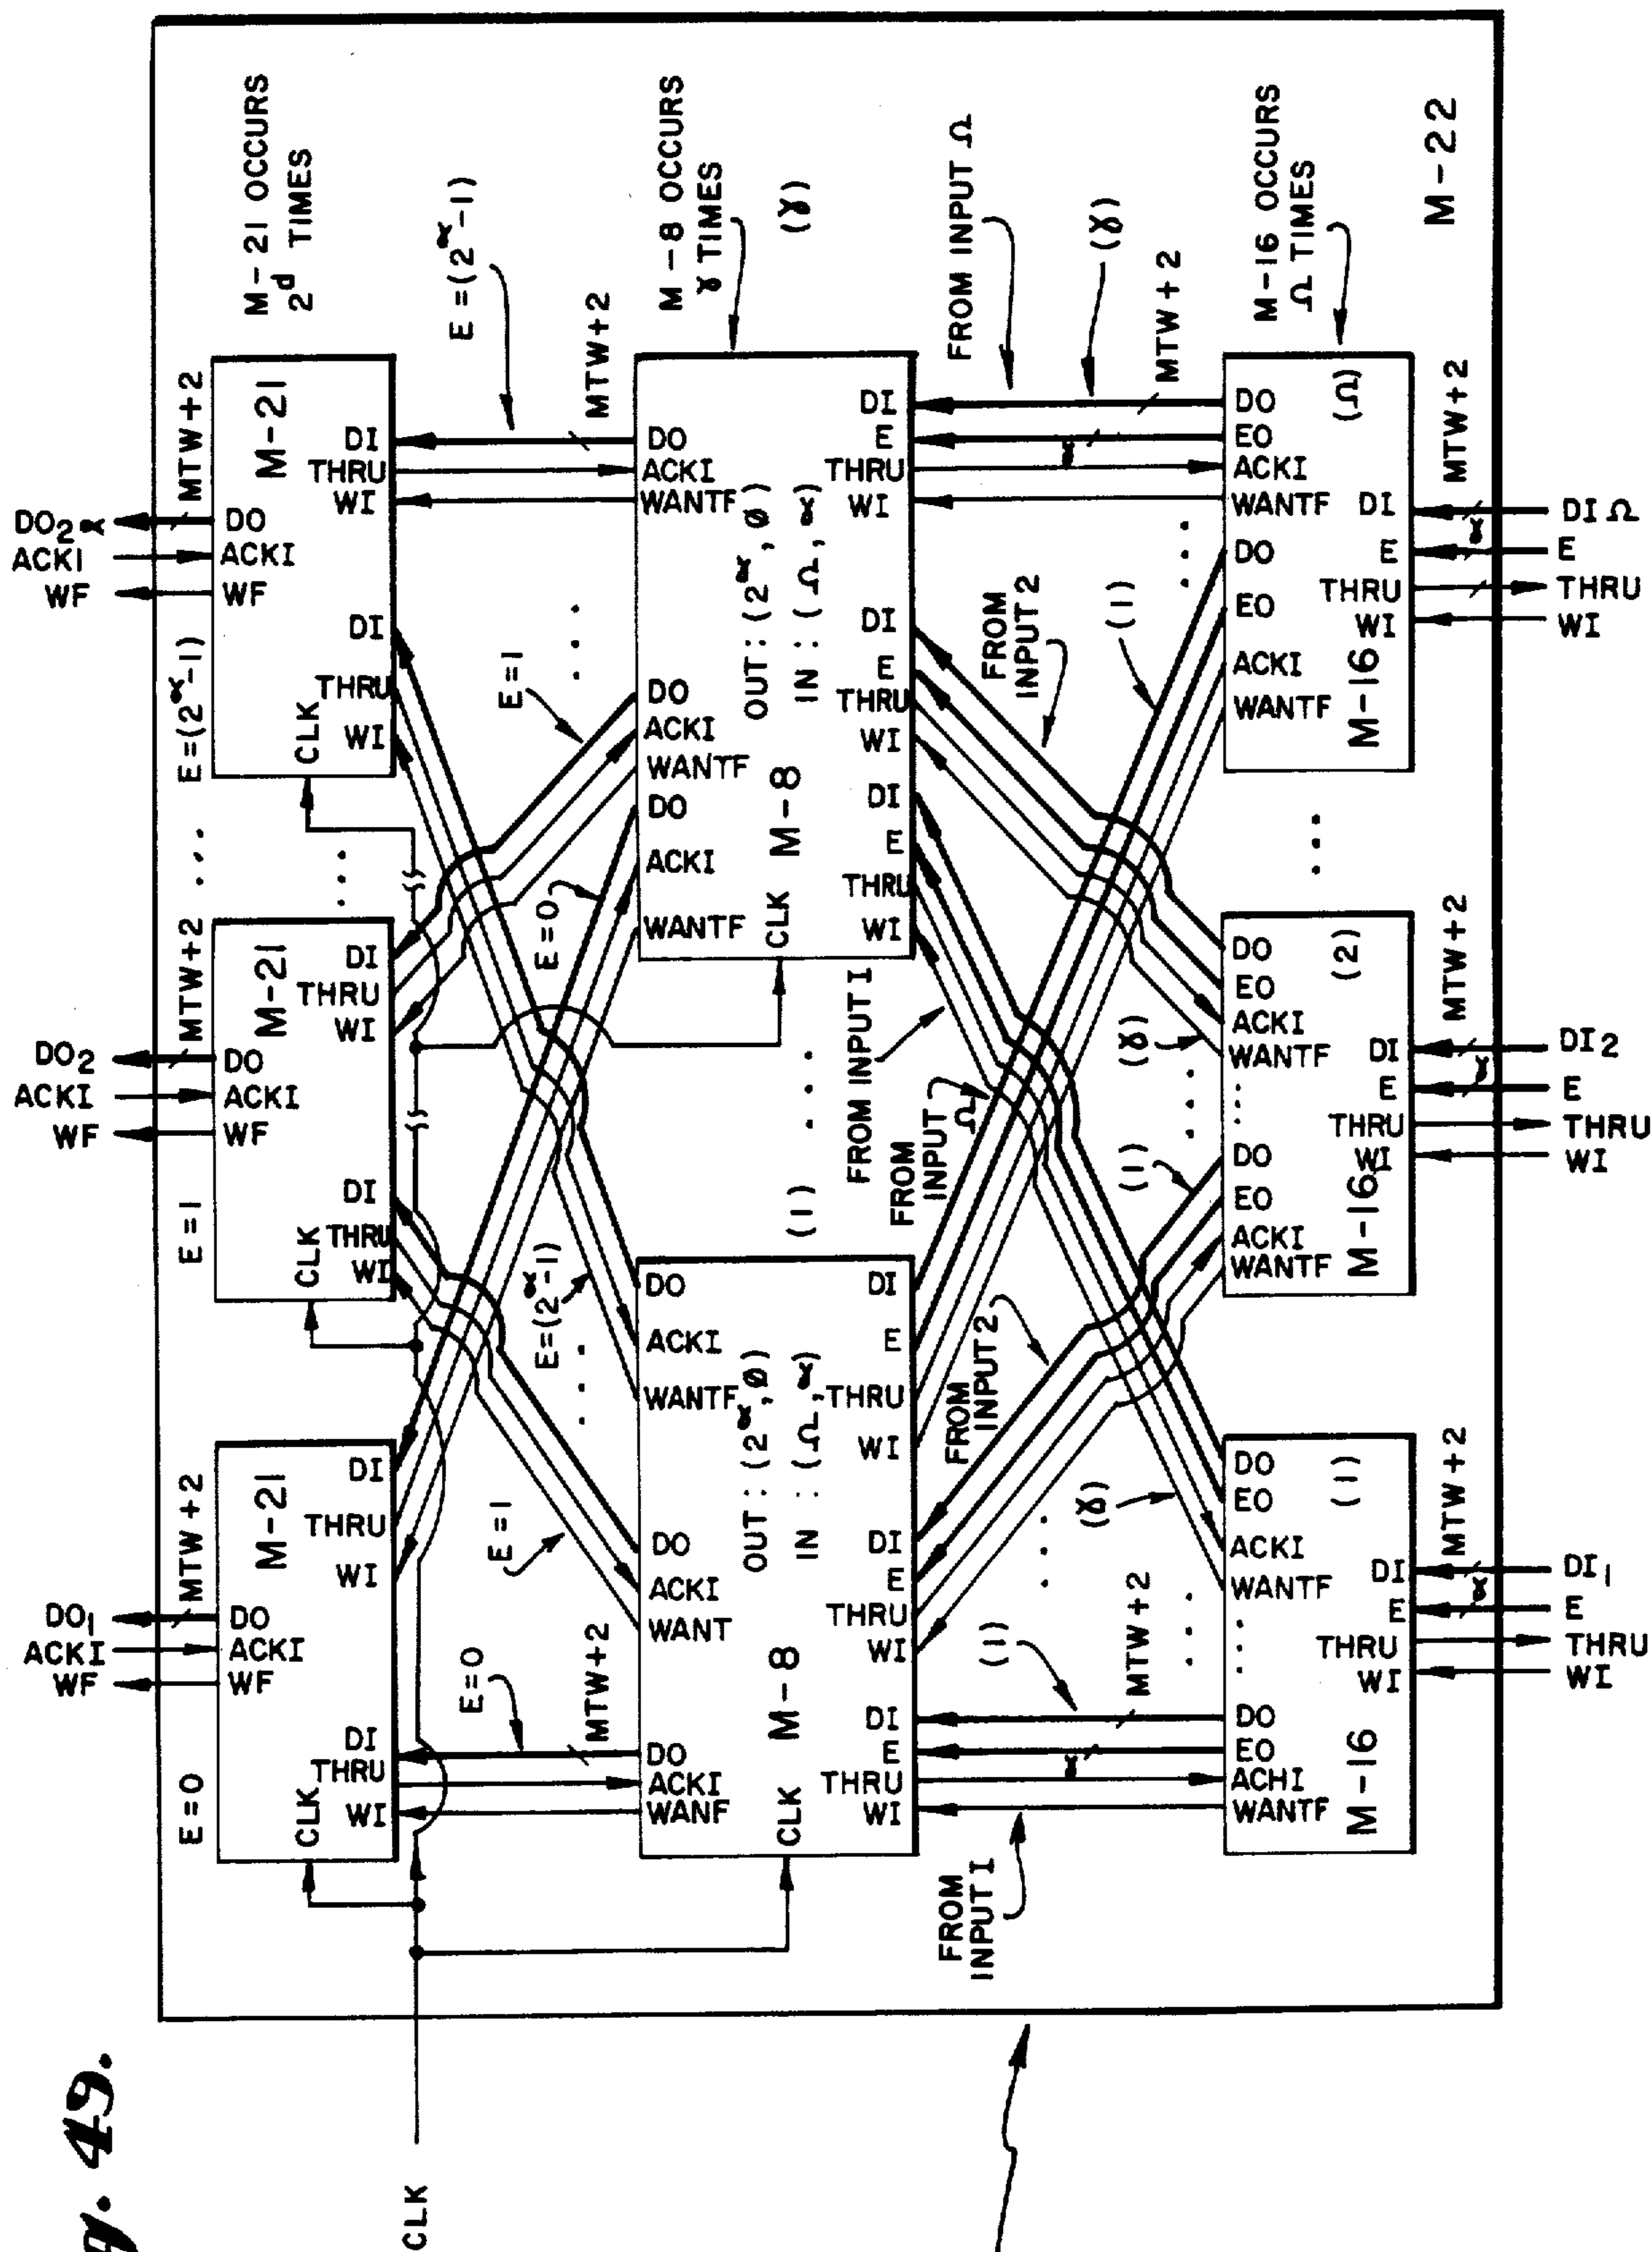 g. 49.
CLK
DO₁
ACKI
WF
DO₂
ACKI
WF
DO₂α
ACKI
WF
E=0
MTW+2
E=1
MTW+2
...
E=(2^α-1)
MTW+2
M-21 OCCURS
2^d TIMES
DO
ACKI
WF
M-21
CLK
DI
THRU
WI
DI
THRU
WI
DO
ACKI
WF
M-21
CLK
DI
THRU
WI
DI
THRU
WI
...
DO
ACKI
WF
M-21
CLK
DI
THRU
WI
DI
THRU
WI
E=0
MTW+2
E=1
E=(2^α-1)
...
E=0
E=1
...
MTW+2
E=(2^α-1)
DO
ACKI
WANF
DO
ACKI
WANT
DO
ACKI
WANTF
CLK
M-8
OUT: (2^α, Ø)
IN : (Ω, ɣ)
(1)
DI
E
THRU
WI
DI
E
THRU
WI
DI
E
THRU
WI
...
DO
ACKI
WANTF
DO
ACKI
WANTF
DO
ACKI
WANTF
CLK
M-8
OUT: (2^α, Ø)
IN : (Ω, ɣ)
DI
E
THRU
WI
DI
E
THRU
WI
DI
E
THRU
WI
M-8 OCCURS
ɣ TIMES
(ɣ)
FROM
INPUT 1
(1)
MTW+2
ɣ
...
FROM
INPUT 2
(ɣ)
FROM
INPUT Ω
FROM INPUT 1
(1)
(ɣ)
FROM
INPUT 2
(1)
FROM INPUT Ω
(ɣ)
MTW+2
ɣ
DO
EO
ACHI
WANTF
...
DO
EO
ACKI
WANTF
M-16
(1)
DI
E
THRU
WI
DO
EO
ACKI
WANTF
...
DO
EO
ACKI
WANTF
M-16
(2)
DI
E
THRU
WI
...
DO
EO
ACKI
WANTF
...
DO
EO
ACKI
WANTF
M-16
(Ω)
DI
E
THRU
WI
M-16 OCCURS
Ω TIMES
MTW+2
α
DI₁
E
THRU
WI
MTW+2
ɣ
DI₂
E
THRU
WI
MTW+2
ɣ
DIΩ
E
THRU
WI
M-22